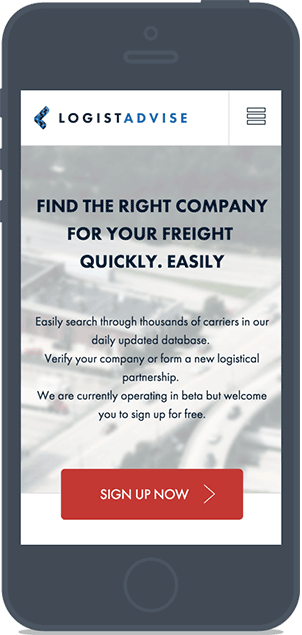 LOGISTADVISE
FIND THE RIGHT COMPANY
FOR YOUR FREIGHT
QUICKLY. EASILY
Easily search through thousands of carriers in our
daily updated database.
Verify your company or form a new logistical
partnership.
We are currently operating in beta but welcome
you to sign up for free.
SIGN UP NOW